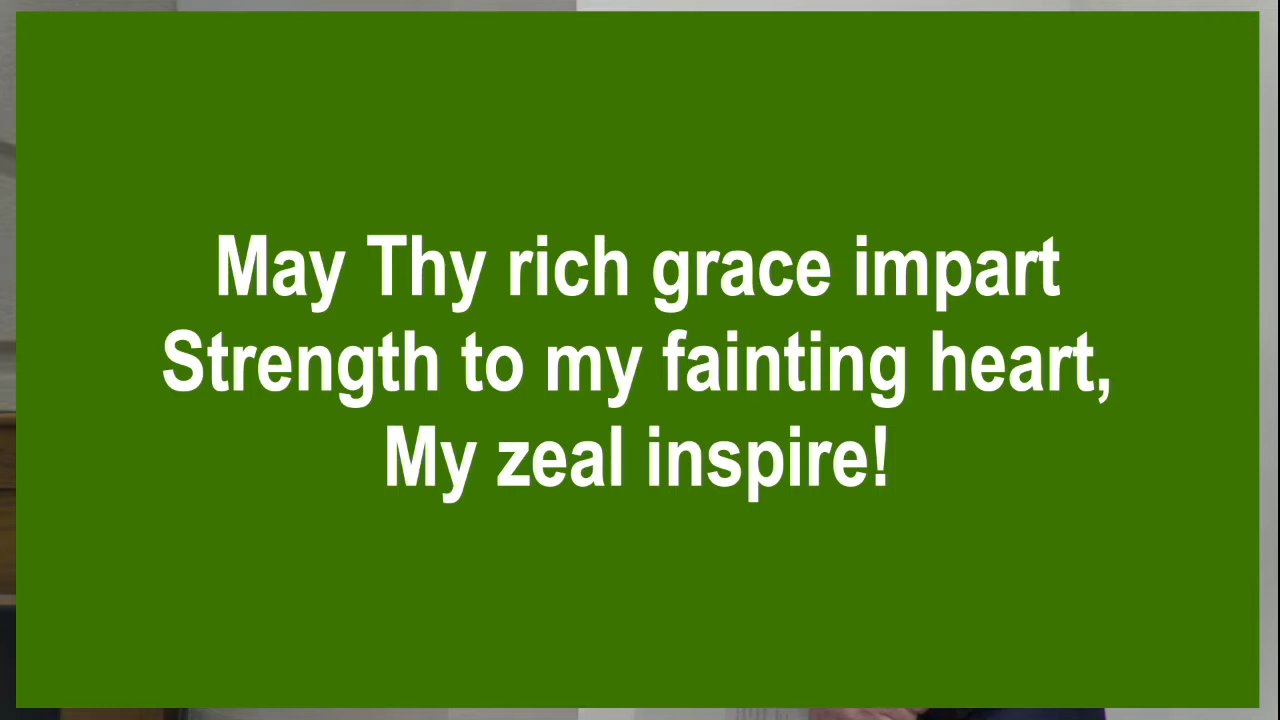 May Thy rich grace impart
Strength to my fainting heart,
My zeal inspire!